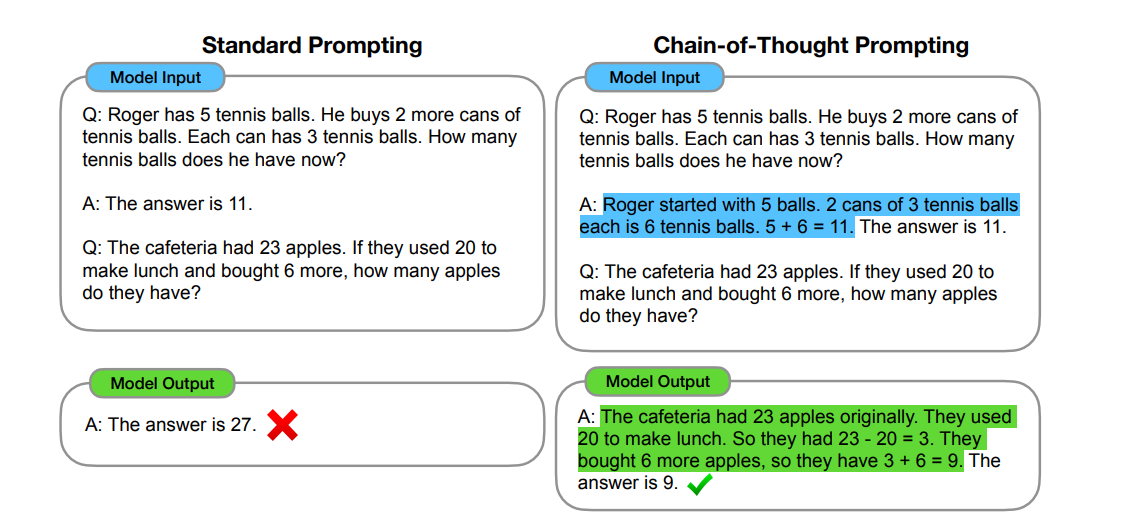 Standard Prompting
Model Input
Q: Roger has 5 tennis balls. He buys 2 more cans of
tennis balls. Each can has 3 tennis balls. How many
tennis balls does he have now?
A: The answer is 11.
Q: The cafeteria had 23 apples. If they used 20 to
make lunch and bought 6 more, how many apples
do they have?
Model Output
A: The answer is 27.
Chain-of-Thought Prompting
Model Input
Q: Roger has 5 tennis balls. He buys 2 more cans of
tennis balls. Each can has 3 tennis balls. How many
tennis balls does he have now?
A: Roger started with 5 balls. 2 cans of 3 tennis balls
each is 6 tennis balls. 5 + 6 = 11. The answer is 11.
Q: The cafeteria had 23 apples. If they used 20 to
make lunch and bought 6 more, how many apples
do they have?
Model Output
A: The cafeteria had 23 apples originally. They used
20 to make lunch. So they had 23 - 20 = 3. They
bought 6 more apples, so they have 3 + 6 = 9. The
answer is 9.